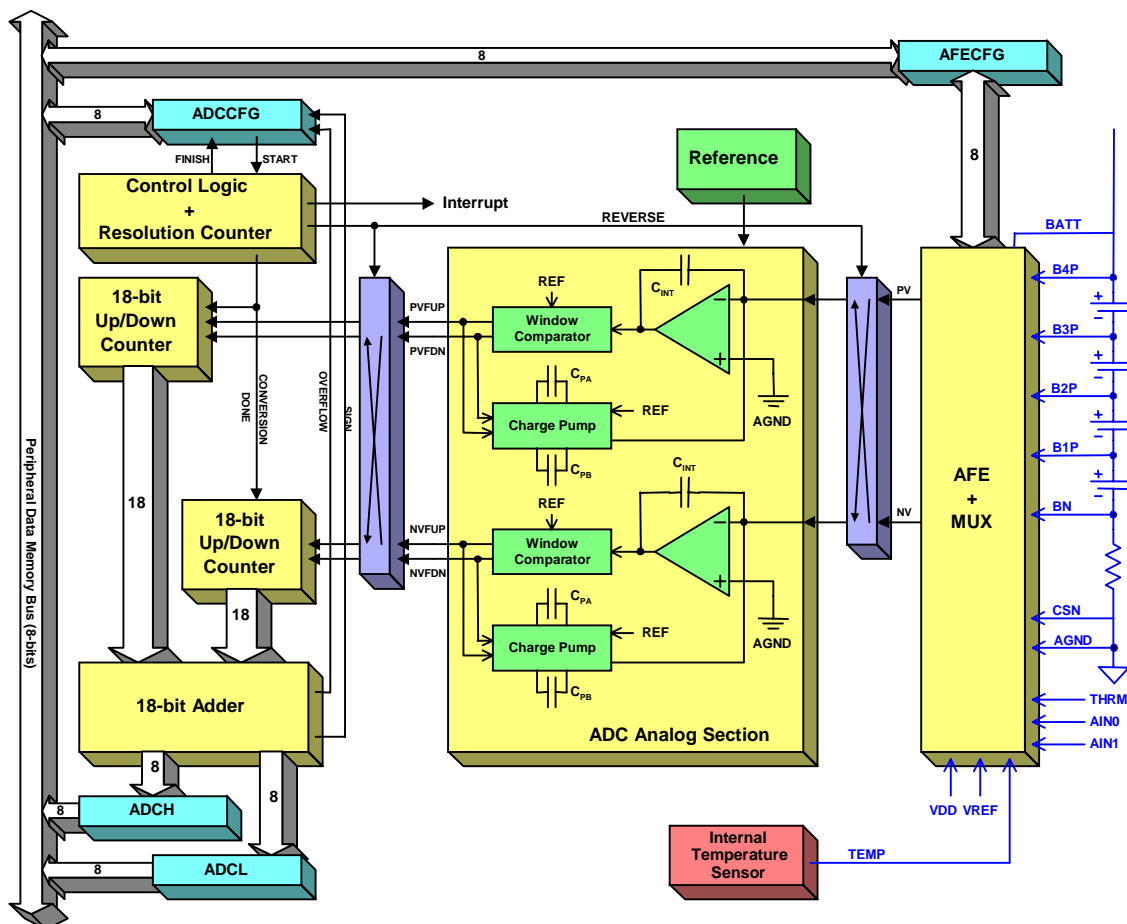 8
AFECFG
8
ADCCFG
FINISH
START
Reference
8
Control Logic
+
Resolution Counter
Interrupt
REVERSE
BATT
18-bit
Up/Down
Counter
PVFUP
PVFDN
REF
Window
Comparator
CINT
AGND
CPA
Charge Pump
REF
CPB
PV
B4P
B3P
B2P
B1P
BN
CSN
AGND
THRM
AIN0
AIN1
+
−
+
−
+
−
+
−
CONVERSION
DONE
OVERFLOW
SIGN
Peripheral Data Memory Bus (8-bits)
18
18-bit
Up/Down
Counter
NVFUP
NVFDN
REF
Window
Comparator
CINT
−
+
−
+
AGND
CPA
Charge Pump
REF
CPB
NV
AFE
+
MUX
18
18-bit Adder
ADC Analog Section
8
8
8
ADCH
8
ADCL
VDD
VREF
Internal
Temperature
Sensor
TEMP